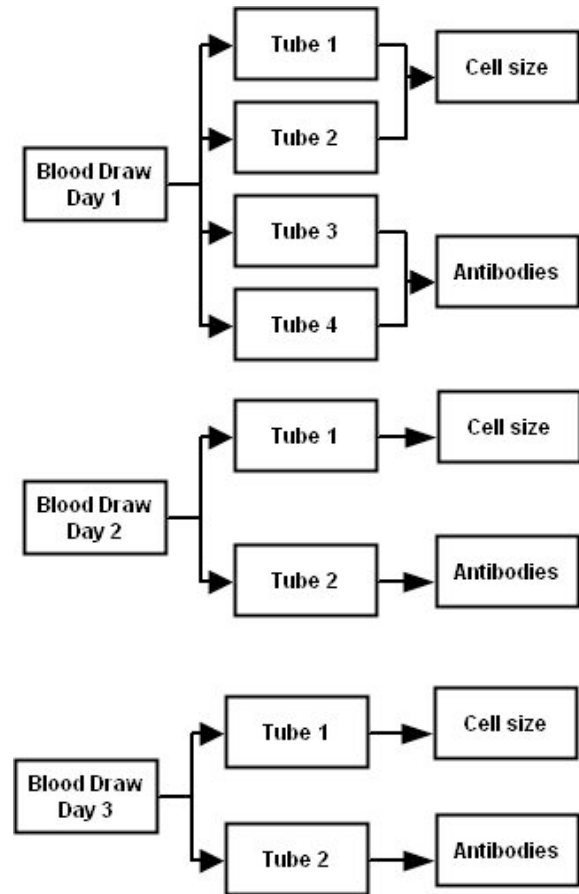 Tube 1
Cell size
Tube 2
Blood Draw
Day 1
Tube 3
Antibodies
Tube 4
Tube 1
Cell size
Blood Draw
Day 2
Tube 2
Antibodies
Tube 1
Cell size
Blood Draw
Day 3
Tube 2
Antibodies